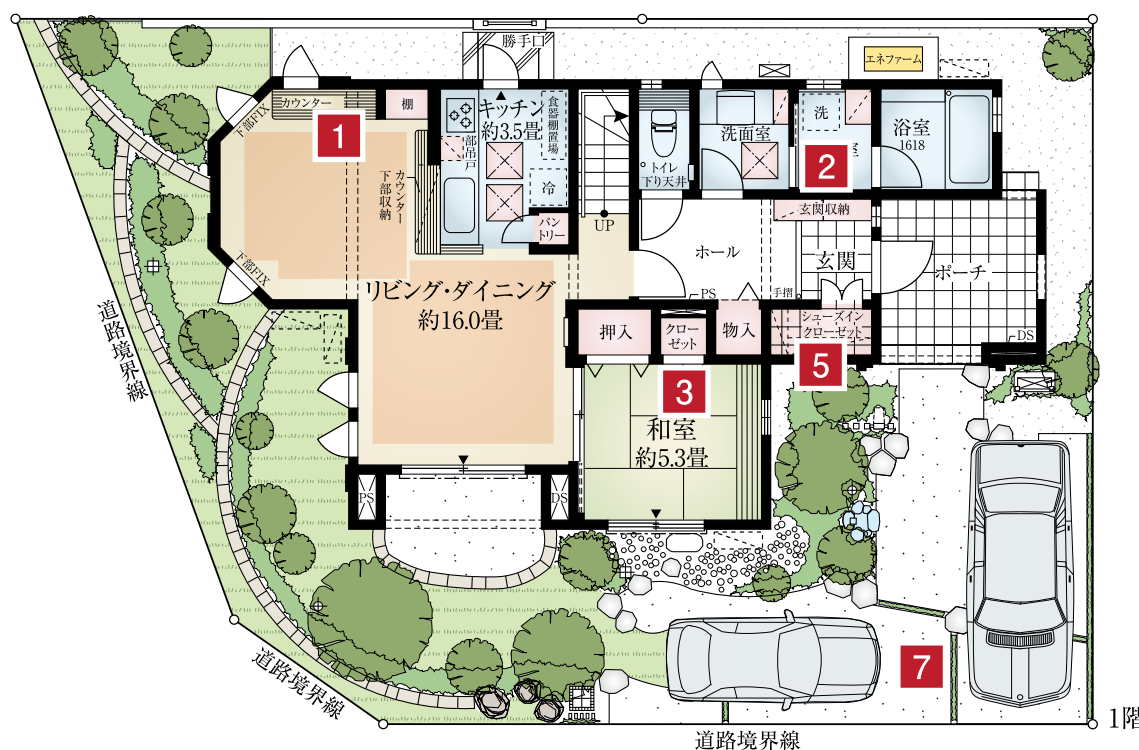 勝手口
エネファーム
カウンター
棚
下部FIX
1
キッチン
約3.5畳
食器棚置場
部吊戸
冷
カウンター
下部収納
パン
トリー
UP
トイレ
下り天井
洗面室
洗
2
室
浴室
1618
玄関収納
ホール
玄関
ポーチ
下部FIX
リビング・ダイニング
約16.0畳
PS
手摺
押入
クロー
ゼット
物入
シューズイン
クローゼット
DS
5
3
和室
約5.3畳
PS
DS
7
道路境界線
道路境界線
道路境界線
1階